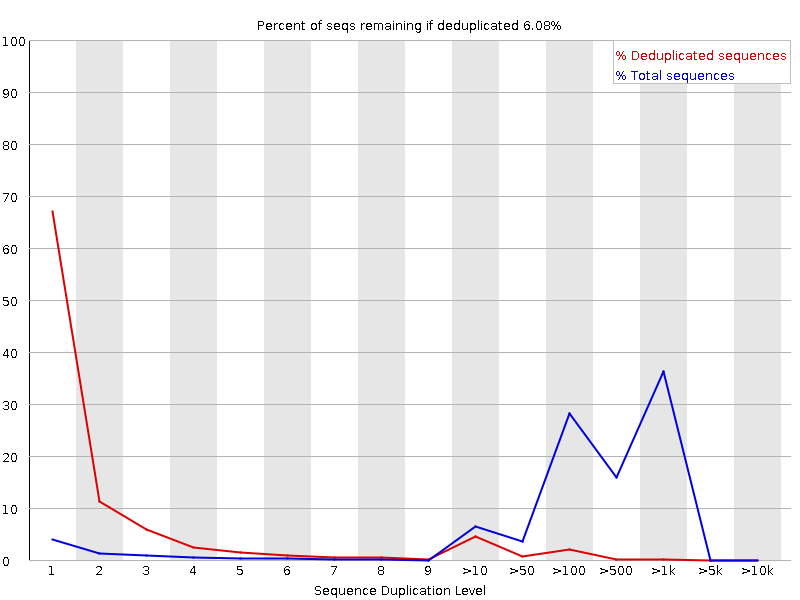 Percent of seqs remaining if deduplicated 6.08%
% Deduplicated sequences
% Total sequences
100
90
80
70
60
50
40
30
20
10
0
1 2 3 4 5 6 7 8 9 >10 >50 >100 >500 >1k >5k >10k
Sequence Duplication Level